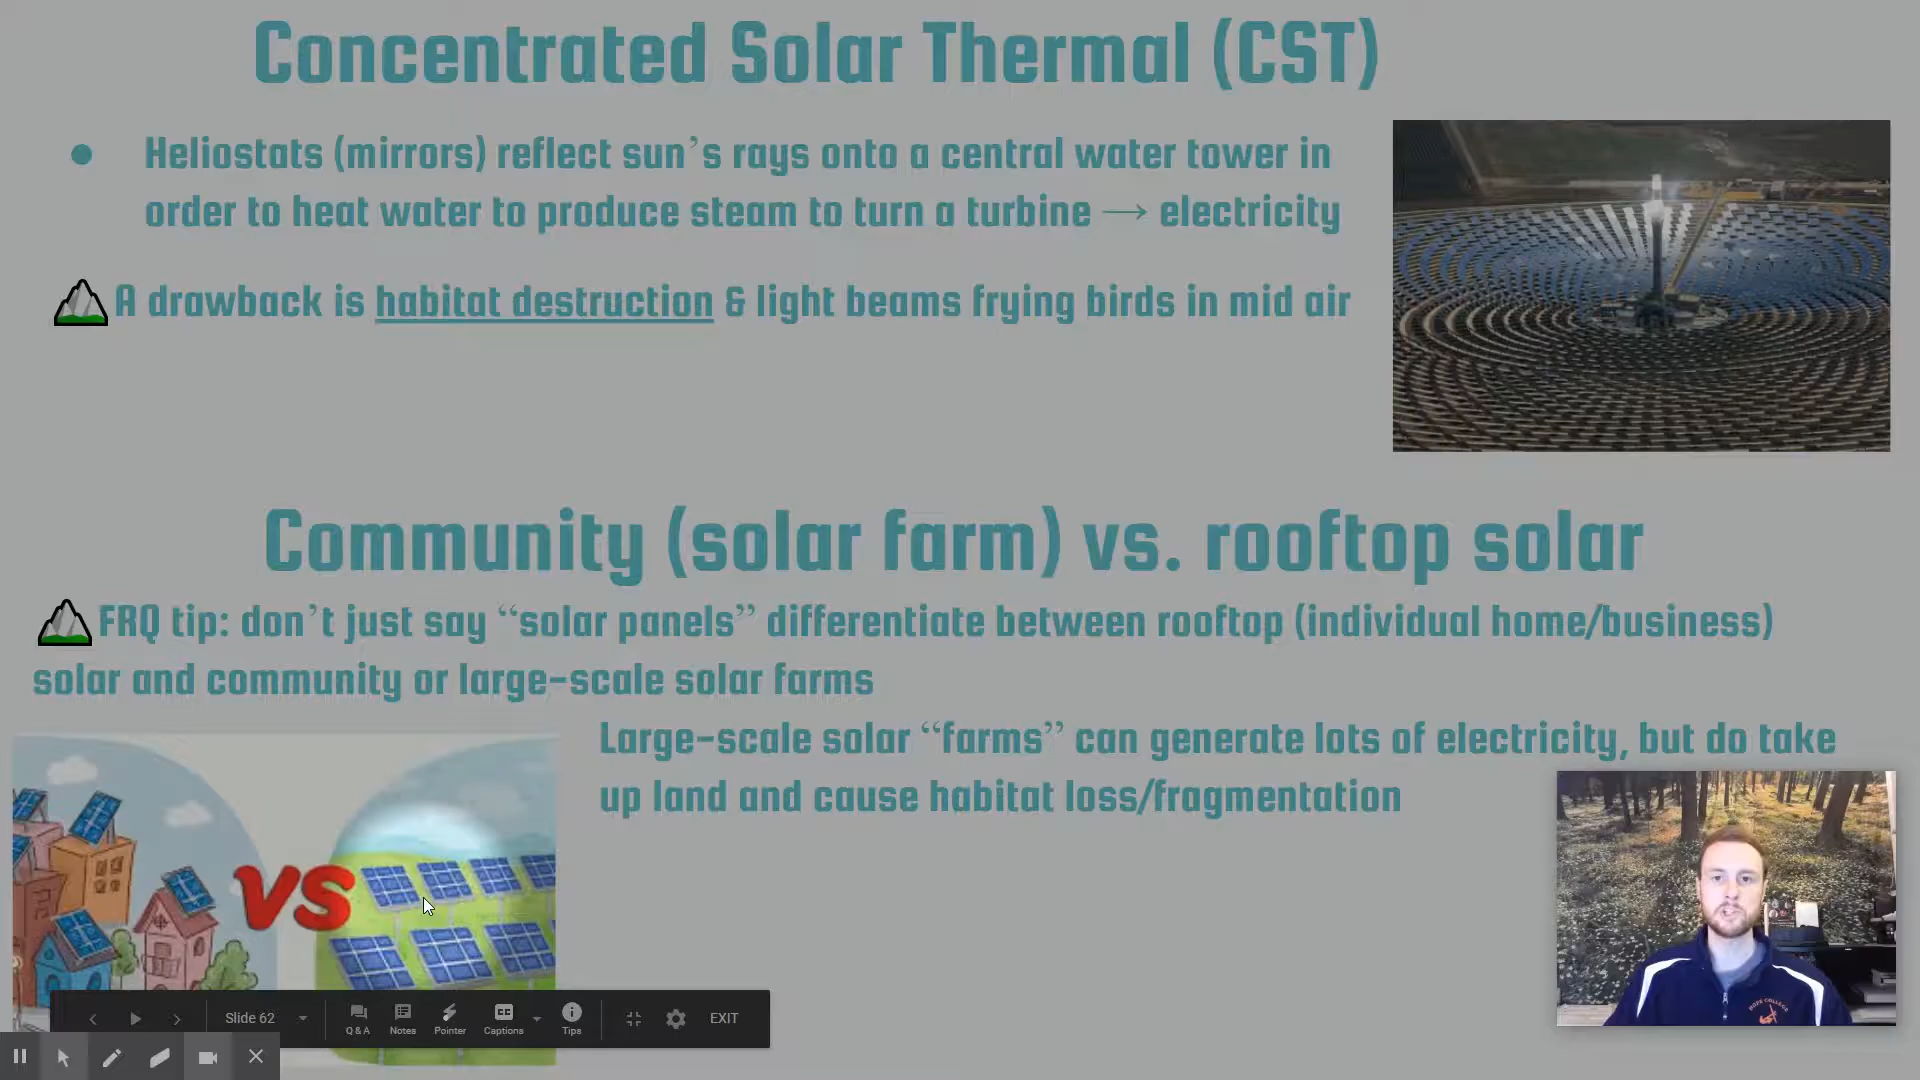 Concentrated Solar Thermal (CST)
● Heliostats (mirrors) reflect sun’s rays onto a central water tower in
order to heat water to produce steam to turn a turbine → electricity
A drawback is habitat destruction & light beams frying birds in mid air
Community (solar farm) vs. rooftop solar
FRQ tip: don’t just say “solar panels” differentiate between rooftop (individual home/business)
solar and community or large-scale solar farms
Large-scale solar “farms” can generate lots of electricity, but do take
up land and cause habitat loss/fragmentation
VS
HOPE COLLEGE
Slide 62
Q & A
Notes
Pointer
CC
Captions
Tips
EXIT